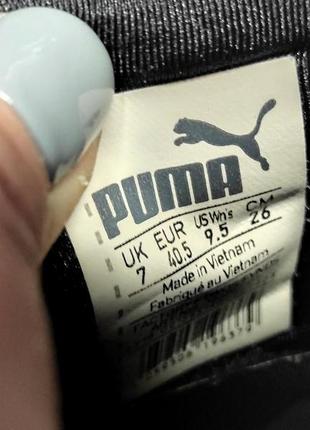 PUMA
UK EUR US Wn's CM
7 40.5 9.5 26
Made in Vietnam
Fabriqué au Vietnam